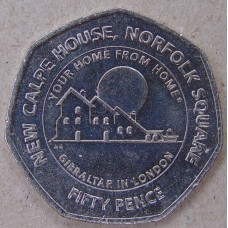 NEW CALPE HOUSE, NORFOLK SQUARE
"YOUR HOME FROM HOME"
GIBRALTAR IN LONDON
FIFTY PENCE